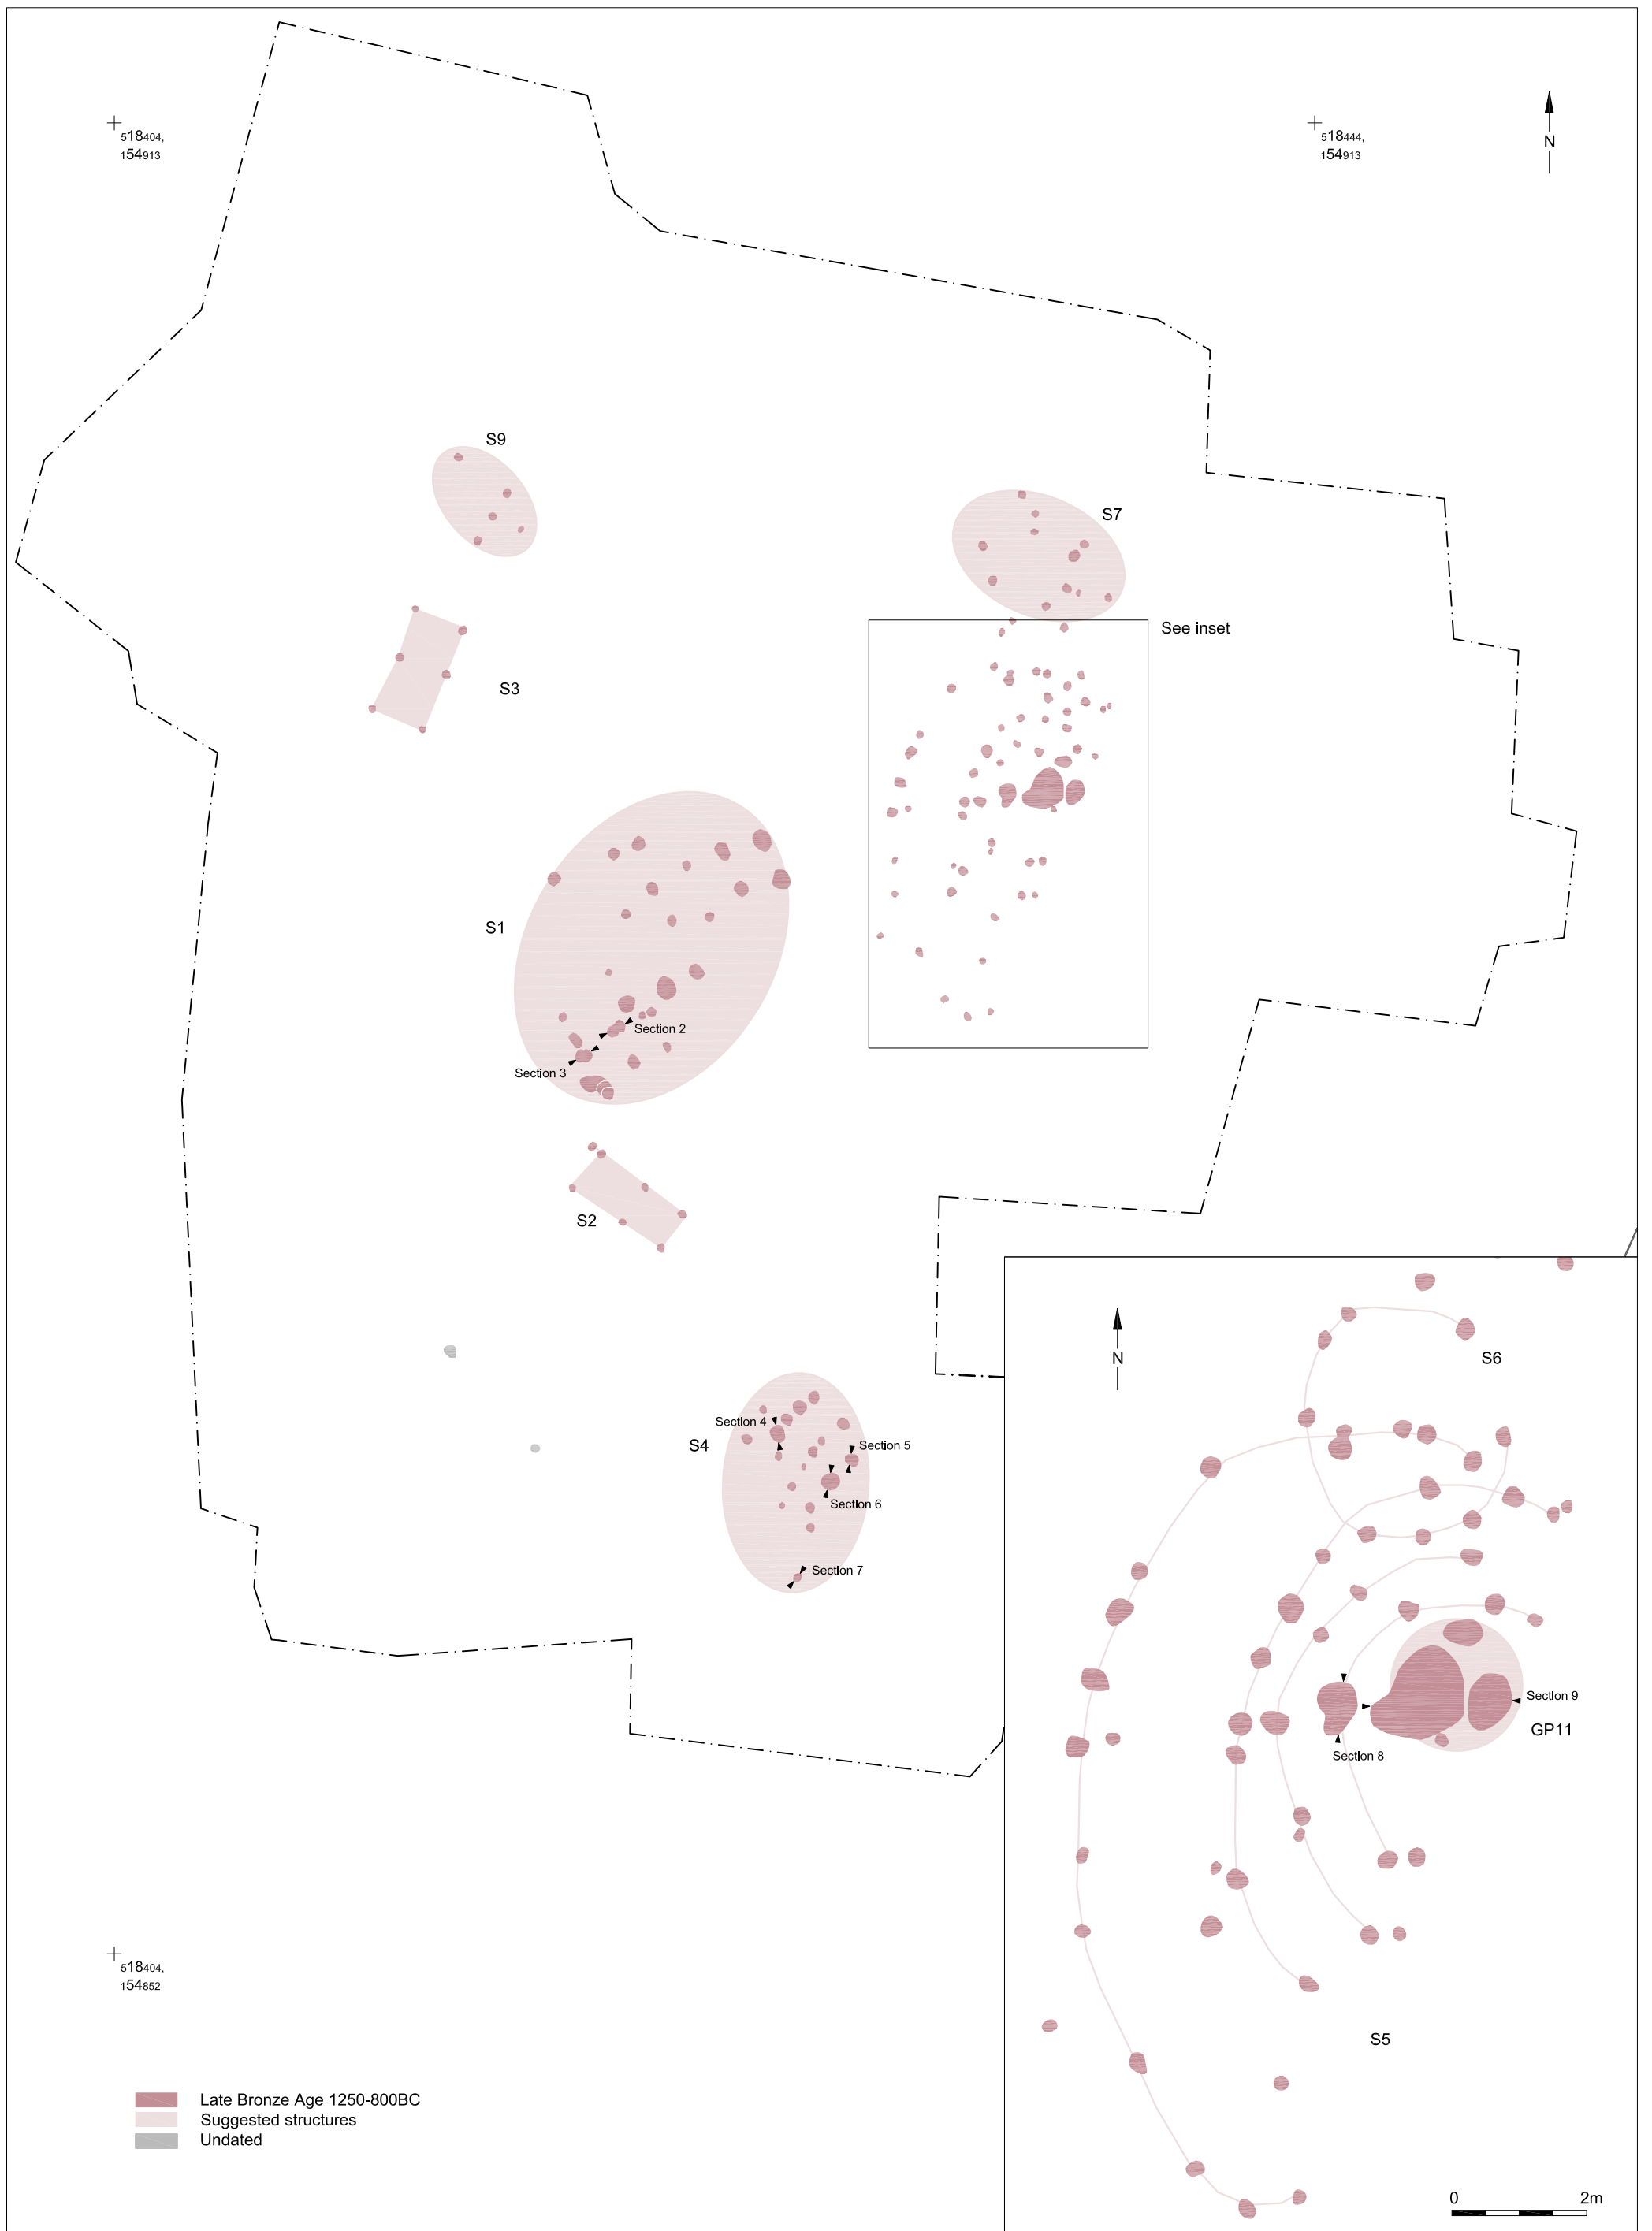 518404,
154913
518444,
154913
N
S9
S7
See inset
S3
S1
Section 2
Section 3
S2
Section 4
S4
Section 5
Section 6
Section 7
N
S6
Section 9
GP11
Section 8
S5
518404,
154852
Late Bronze Age 1250-800BC
Suggested structures
Undated
0 2m